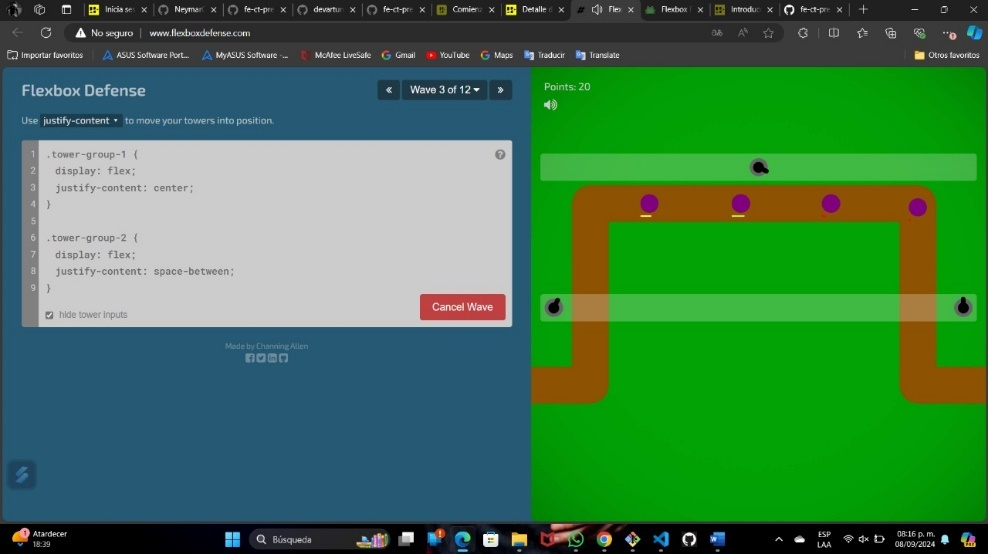 Inicia se
Neymar
fe-ct-pre
devartur
fe-ct-pre
Comien
Detalle d
Fle
Flexbox
Introduc
fe-ct-pr
No seguro | www.flexboxdefense.com
Importar favoritos
ASUS Software Port...
MyASUS Software -...
McAfee LiveSafe
Gmail
YouTube
Maps
Traducir
Translate
Otros favoritos
Flexbox Defense
« Wave 3 of 12 »
Points: 20
Use justify-content to move your towers into position.
1 .tower-group-1 {
2 display: flex;
3 justify-content: center;
4 }
5
6 .tower-group-2 {
7 display: flex;
8 justify-content: space-between;
9 }
hide tower inputs
Cancel Wave
Made by Channing Allen
Atardecer
18:39
Búsqueda
ESP
LAA
08:16 p. m.
08/09/2024